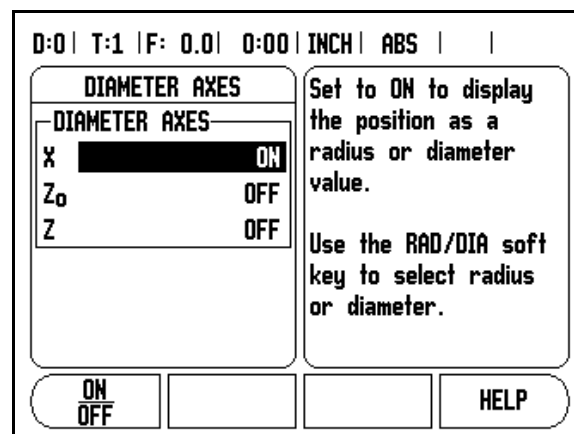 D:0| T:1 |F: 0.0| 0:00| INCH| ABS | |
DIAMETER AXES
DIAMETER AXES
X ON
Z₀ OFF
Z OFF
Set to ON to display
the position as a
radius or diameter
value.
Use the RAD/DIA soft
key to select radius
or diameter.
ON
OFF
HELP